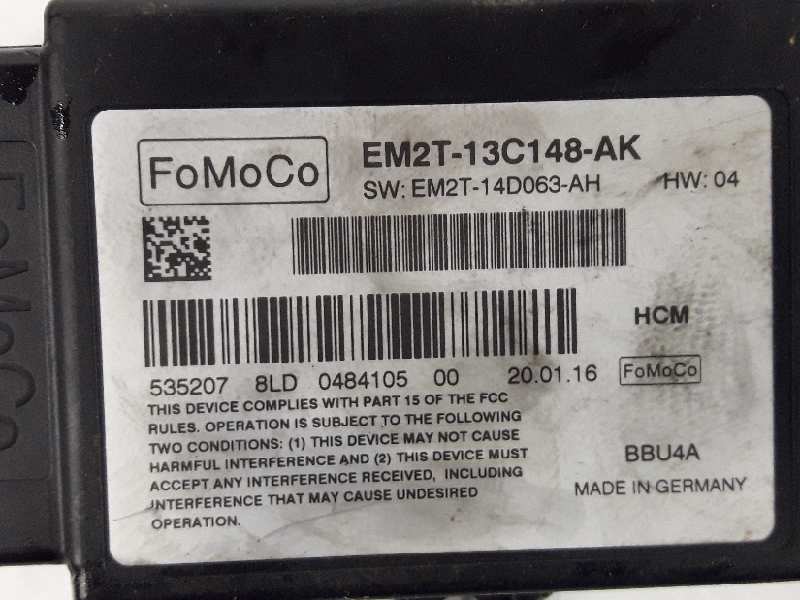 FoMoCo
EM2T-13C148-AK
SW: EM2T-14D063-AH HW: 04
HCM
535207 8LD 0484105 00 20.01.16
FoMoCo
THIS DEVICE COMPLIES WITH PART 15 OF THE FCC
RULES. OPERATION IS SUBJECT TO THE FOLLOWING
TWO CONDITIONS: (1) THIS DEVICE MAY NOT CAUSE
HARMFUL INTERFERENCE AND (2) THIS DEVICE MUST
ACCEPT ANY INTERFERENCE RECEIVED, INCLUDING
INTERFERENCE THAT MAY CAUSE UNDESIRED
OPERATION.
BBU4A
MADE IN GERMANY
FoMoCo